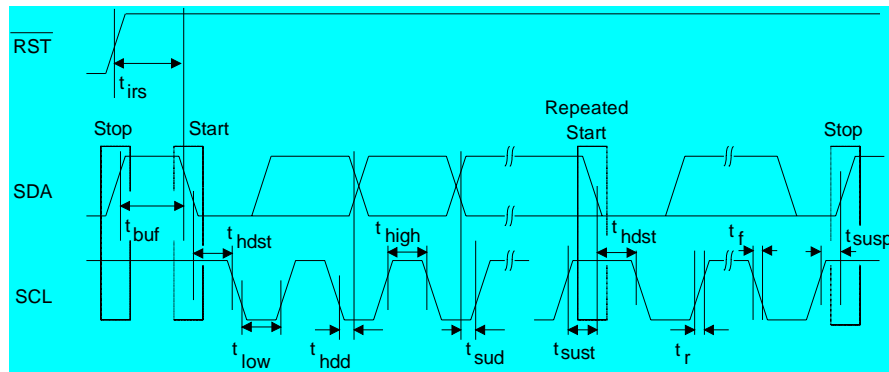 RST
t irs
Repeated
Stop Start Start Stop
SDA
t buf t hdst t high t hdst t f t susp
SCL
t low t hdd t sud t sust t r